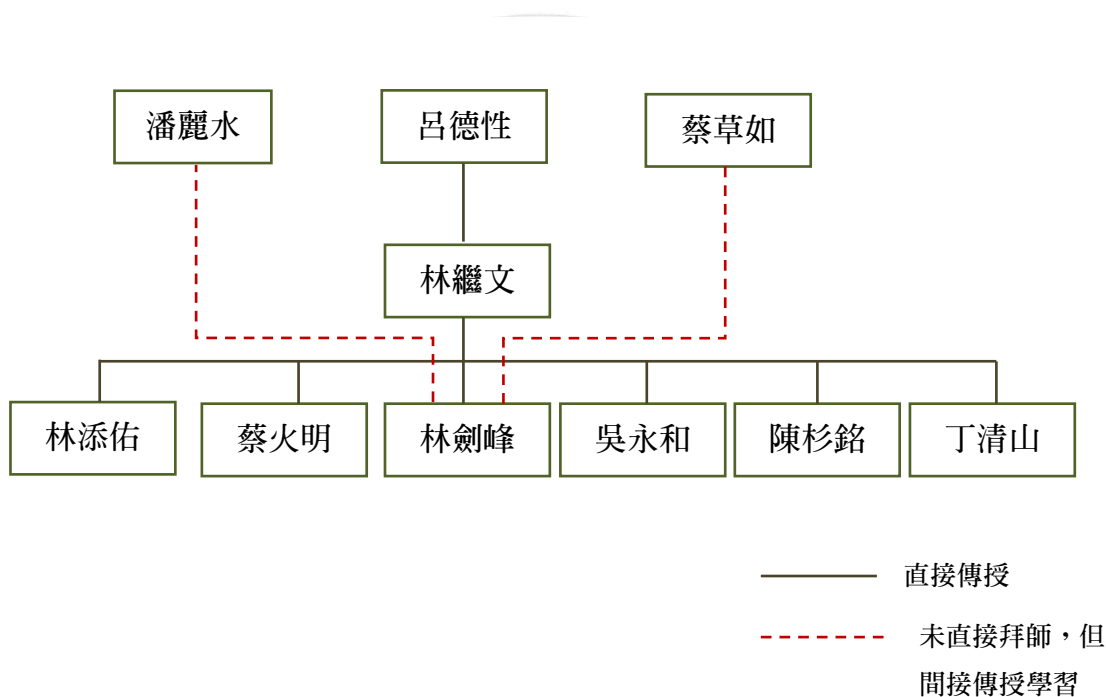 潘麗水
呂德性
蔡草如
林繼文
林添佑
蔡火明
林劍峰
吳永和
陳杉銘
丁清山
直接傳授
未直接拜師，但
間接傳授學習